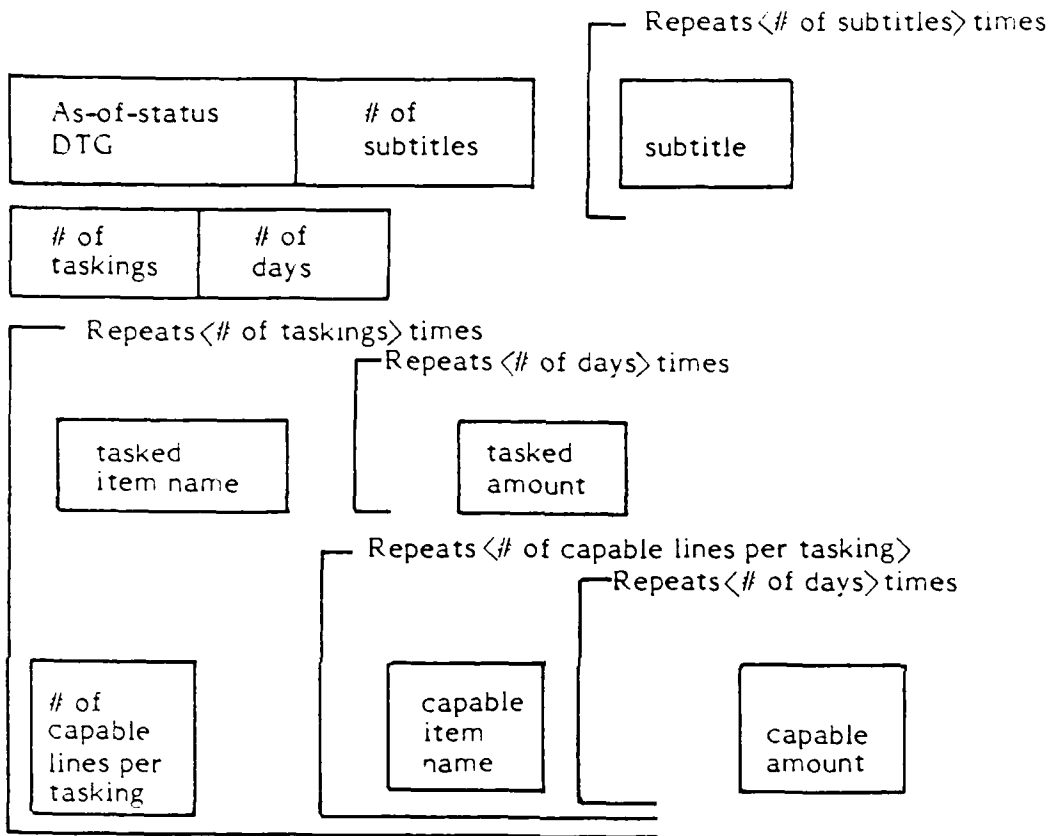 Repeats <# of subtitles> times
As-of-status
DTG
# of
subtitles
subtitle
# of
taskings
# of
days
Repeats <# of taskings> times
Repeats <# of days> times
tasked
item name
tasked
amount
Repeats <# of capable lines per tasking>
Repeats <# of days> times
# of
capable
lines per
tasking
capable
item
name
capable
amount